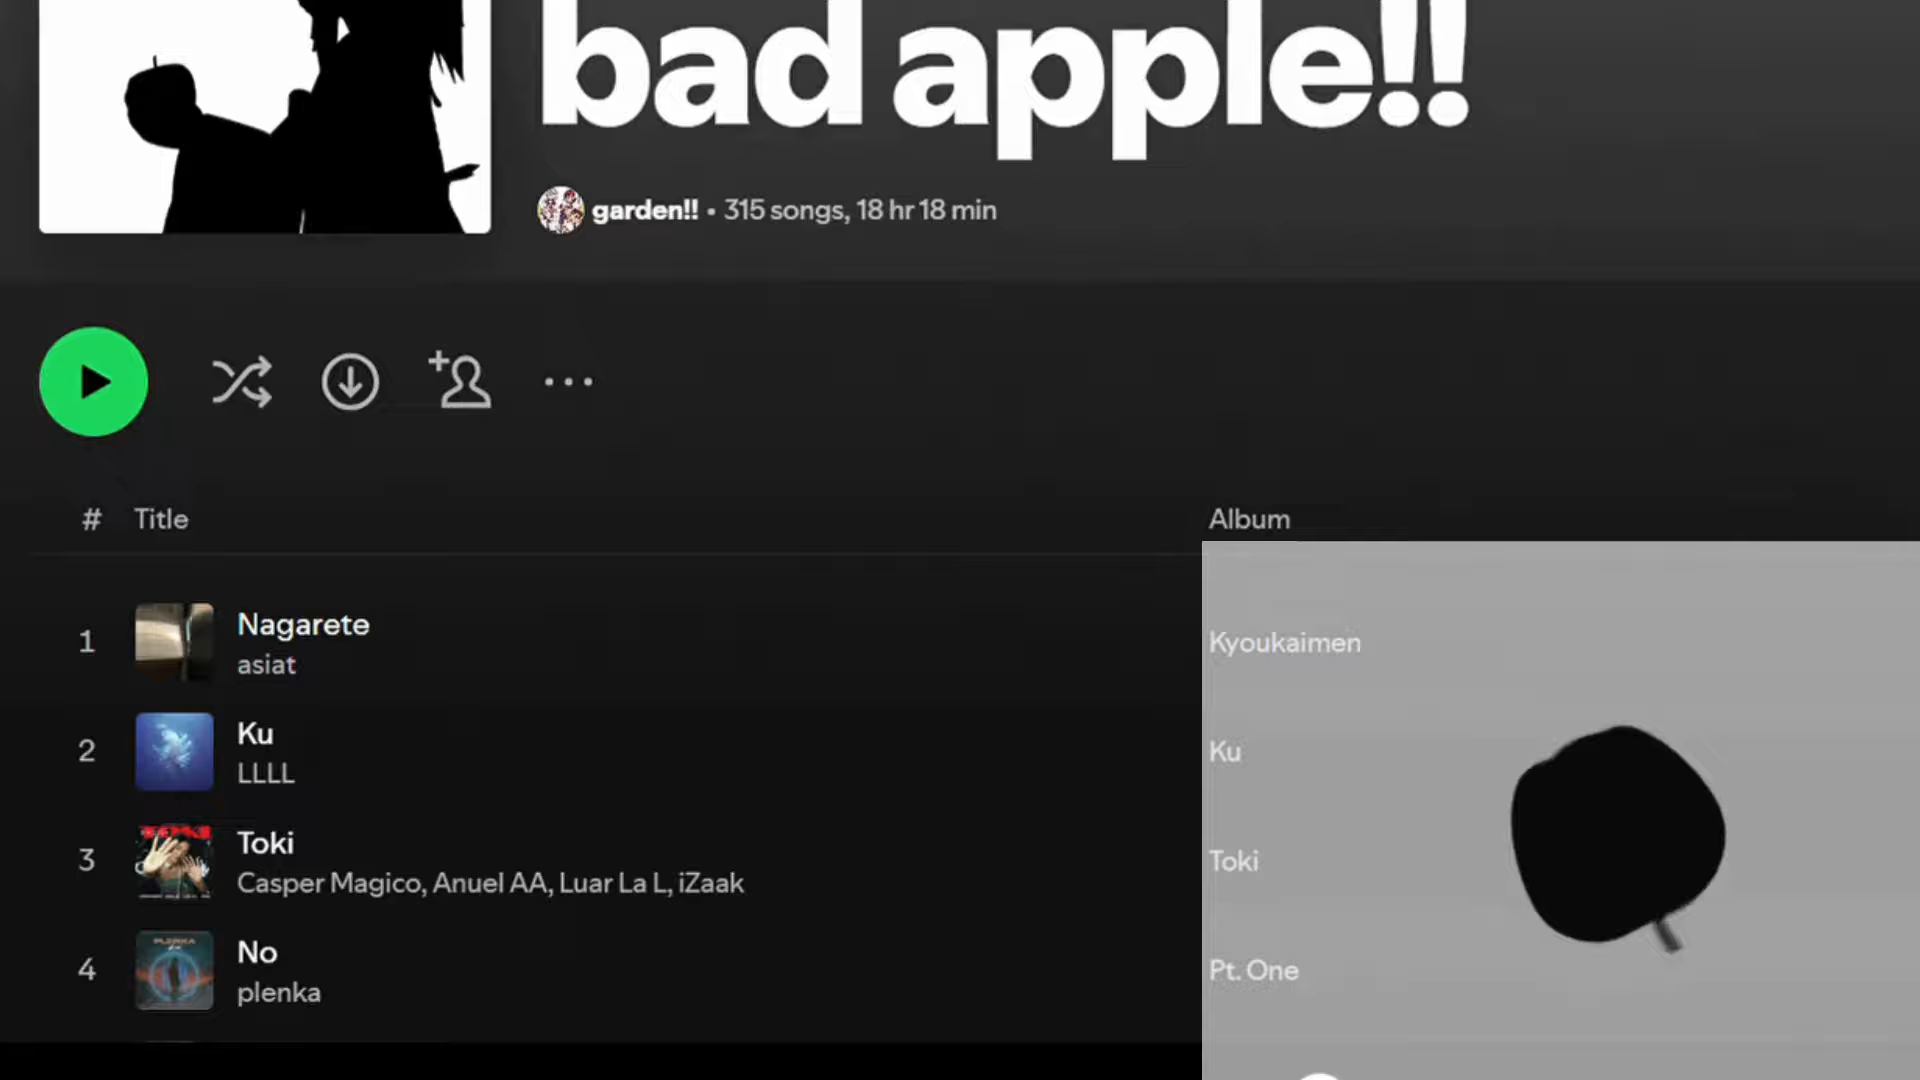 bad apple!!
garden!! • 315 songs, 18 hr 18 min
# Title Album
1 Nagarete Kyoukaimen
asiat
2 Ku Ku
LLLL
3 Toki Toki
Casper Magico, Anuel AA, Luar La L, iZaak
4 No Pt. One
plenka